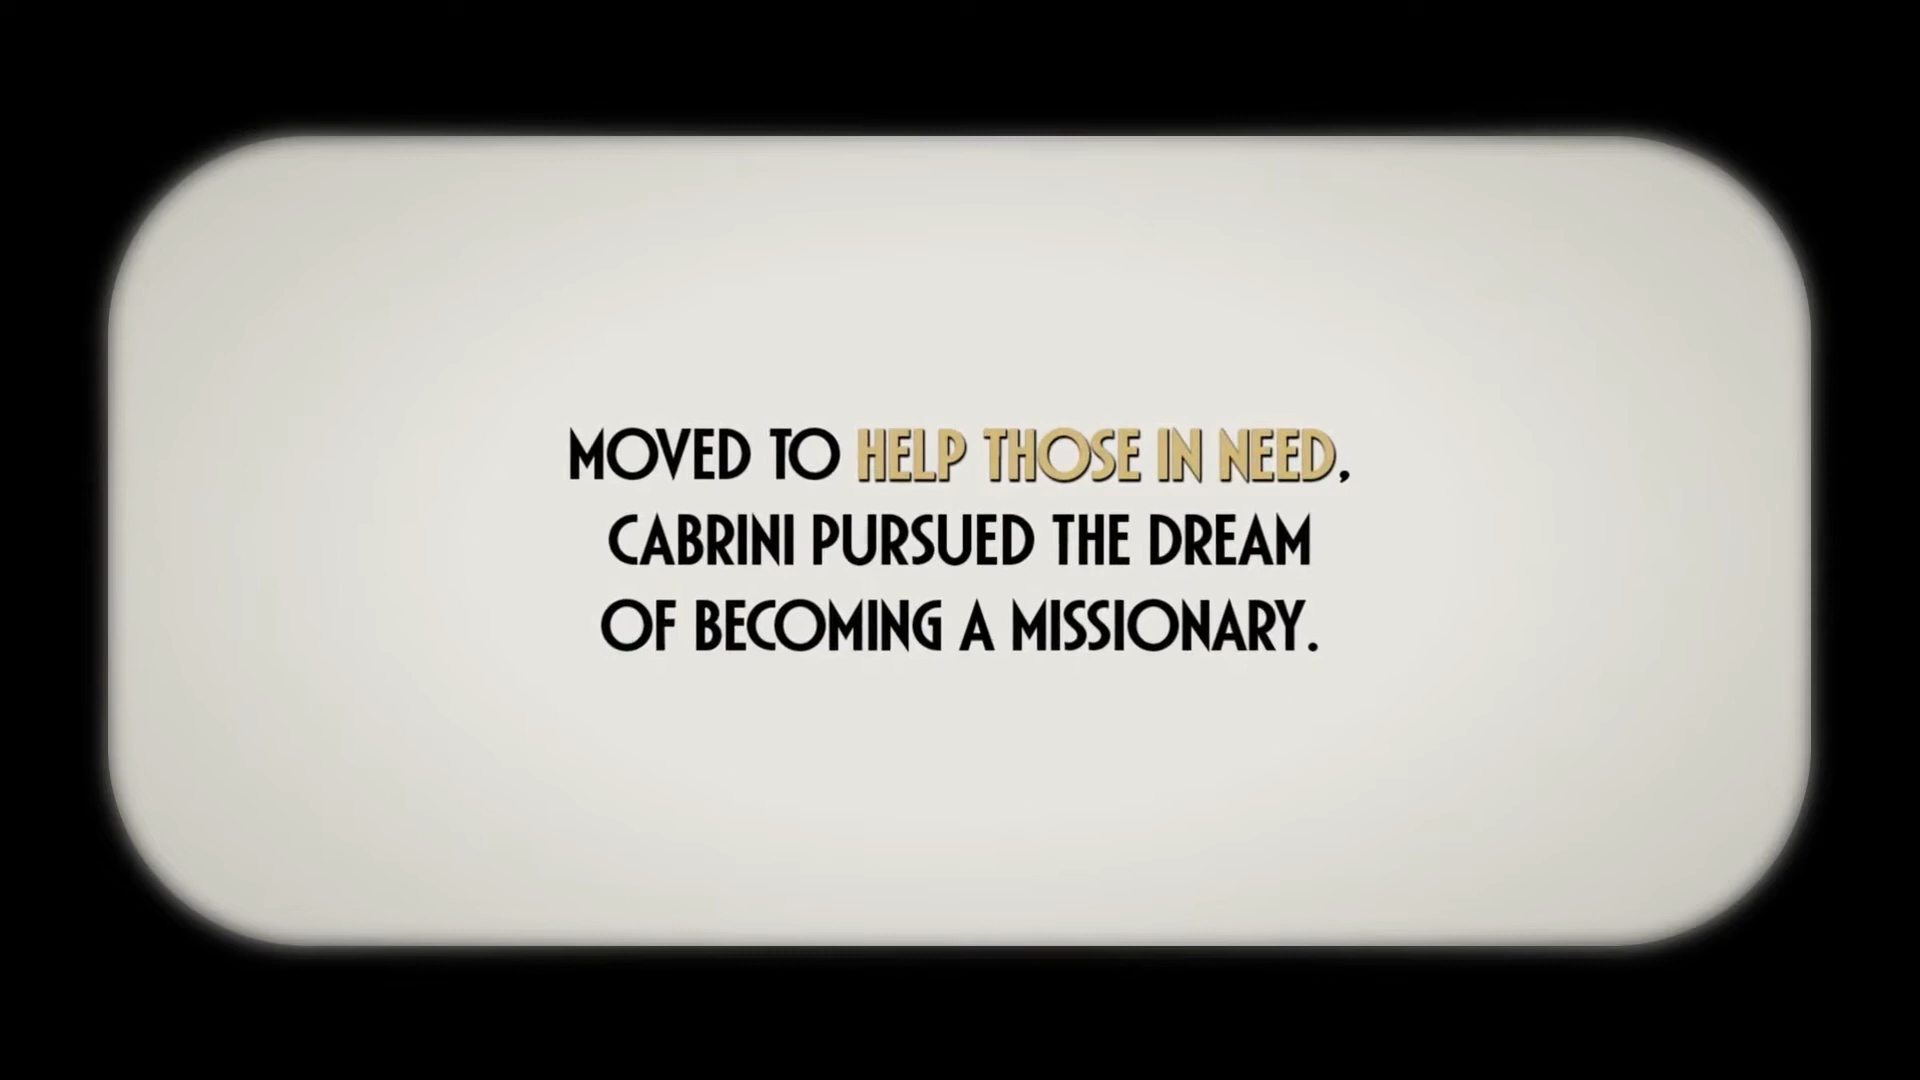 MOVED TO HELP THOSE IN NEED,
CABRINI PURSUED THE DREAM
OF BECOMING A MISSIONARY.